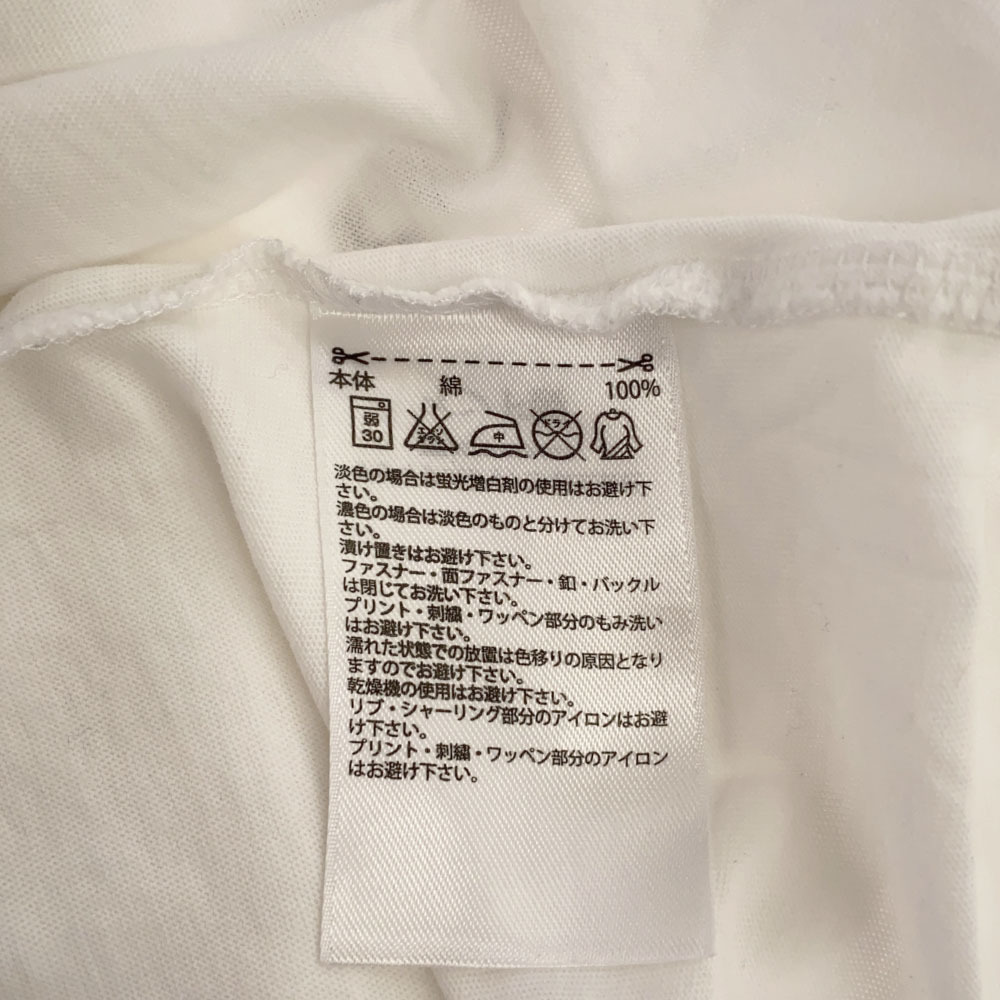 本体 綿 100%
弱 30 エンソ サラシ 中 ドライ
淡色の場合は蛍光増白剤の使用はお避け下
さい。
濃色の場合は淡色のものと分けてお洗い下
さい。
漬け置きはお避け下さい。
ファスナー・面ファスナー・釦・バックル
は閉じてお洗い下さい。
プリント・刺繍・ワッペン部分のもみ洗い
はお避け下さい。
濡れた状態での放置は色移りの原因となり
ますのでお避け下さい。
乾燥機の使用はお避け下さい。
リブ・シャーリング部分のアイロンはお避
け下さい。
プリント・刺繍・ワッペン部分のアイロン
はお避け下さい。